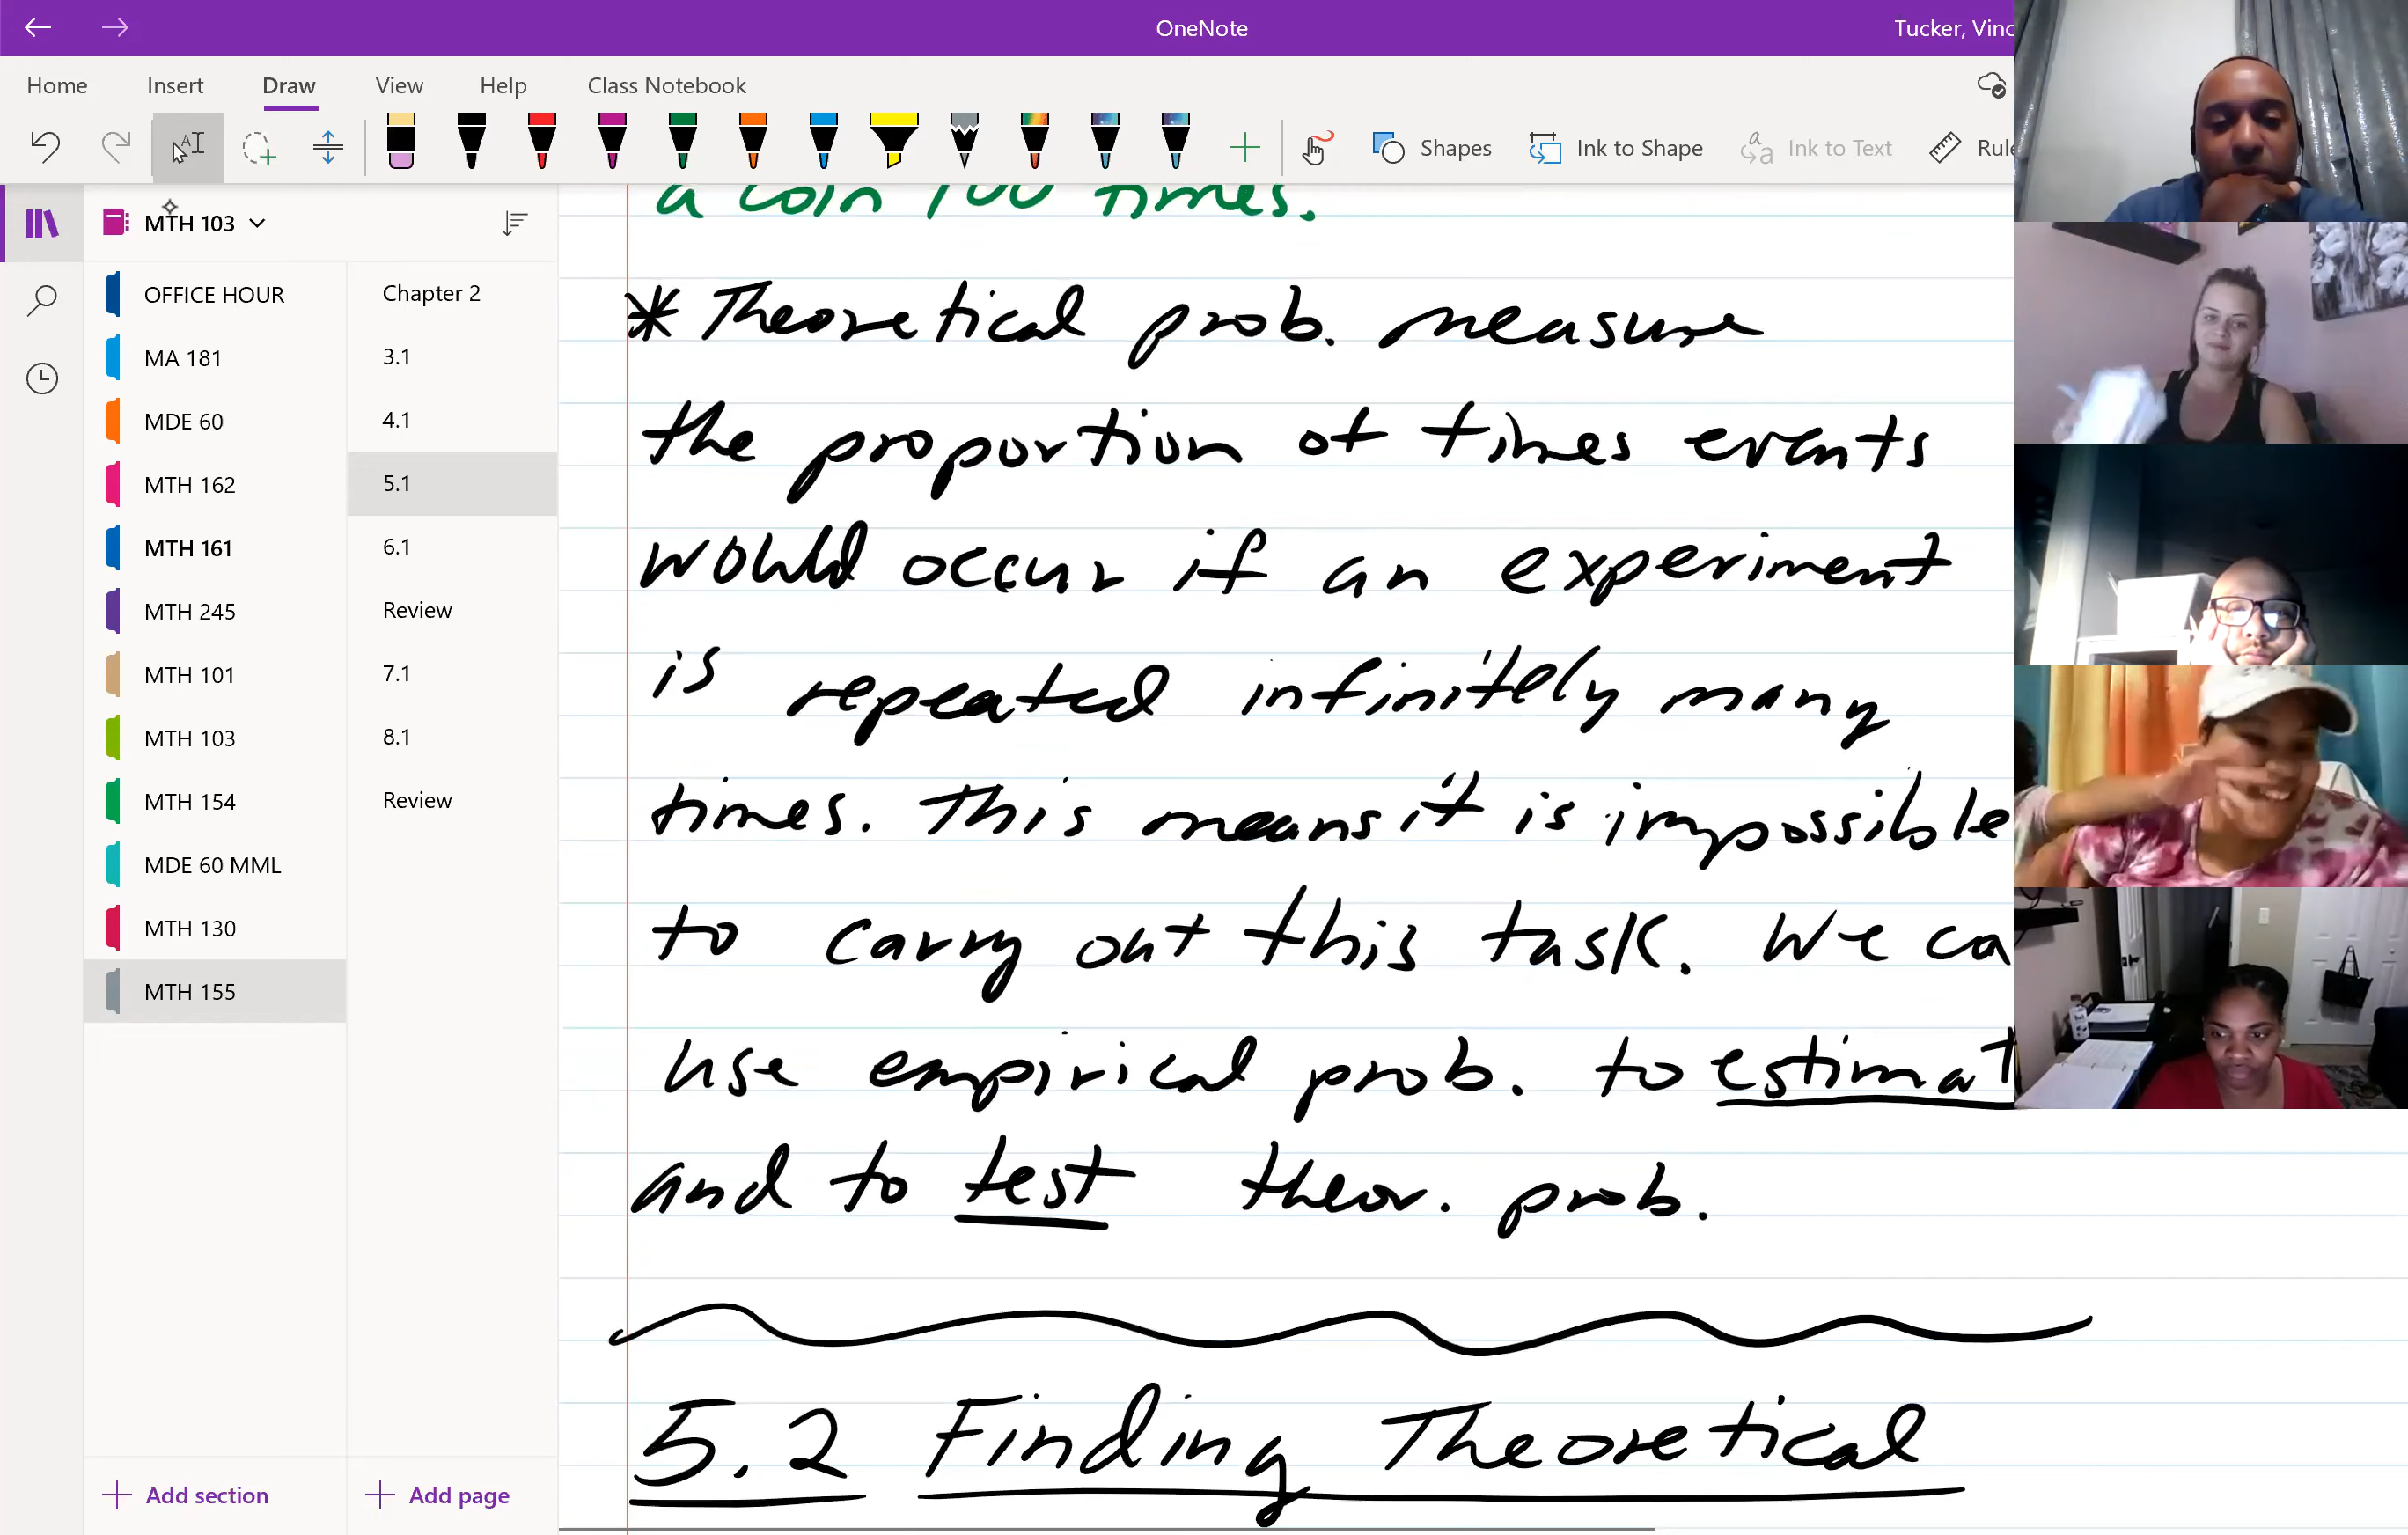 OneNote
Tucker, Vinc
Home
Insert
Draw
View
Help
Class Notebook
Shapes
Ink to Shape
Ink to Text
Rule
MTH 103
OFFICE HOUR
MA 181
MDE 60
MTH 162
MTH 161
MTH 245
MTH 101
MTH 103
MTH 154
MDE 60 MML
MTH 130
MTH 155
Add section
Chapter 2
3.1
4.1
5.1
6.1
Review
7.1
8.1
Review
Add page
a coin 100 times.
* Theoretical prob. measure
the proportion of times events
would occur if an experiment
is repeated infinitely many
times. This means it is impossible
to carry out this task. We ca
use empirical prob. to estimat
and to test theor. prob.
5.2 Finding Theoretical